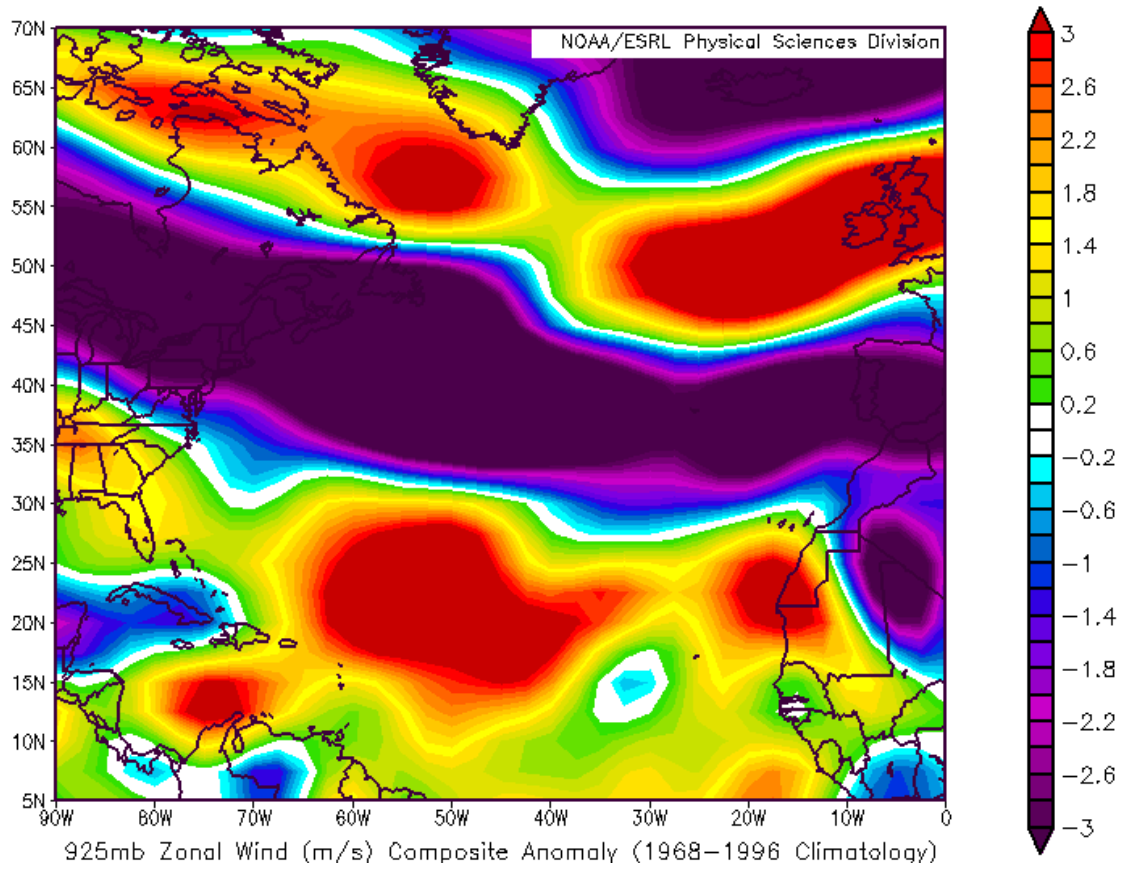 NOAA/ESRL Physical Sciences Division
70N
65N
60N
55N
50N
45N
40N
35N
30N
25N
20N
15N
10N
5N
90W 80W 70W 60W 50W 40W 30W 20W 10W 0
925mb Zonal Wind (m/s) Composite Anomaly (1968-1996 Climatology)
3
2.6
2.2
1.8
1.4
1
0.6
0.2
-0.2
-0.6
-1
-1.4
-1.8
-2.2
-2.6
-3